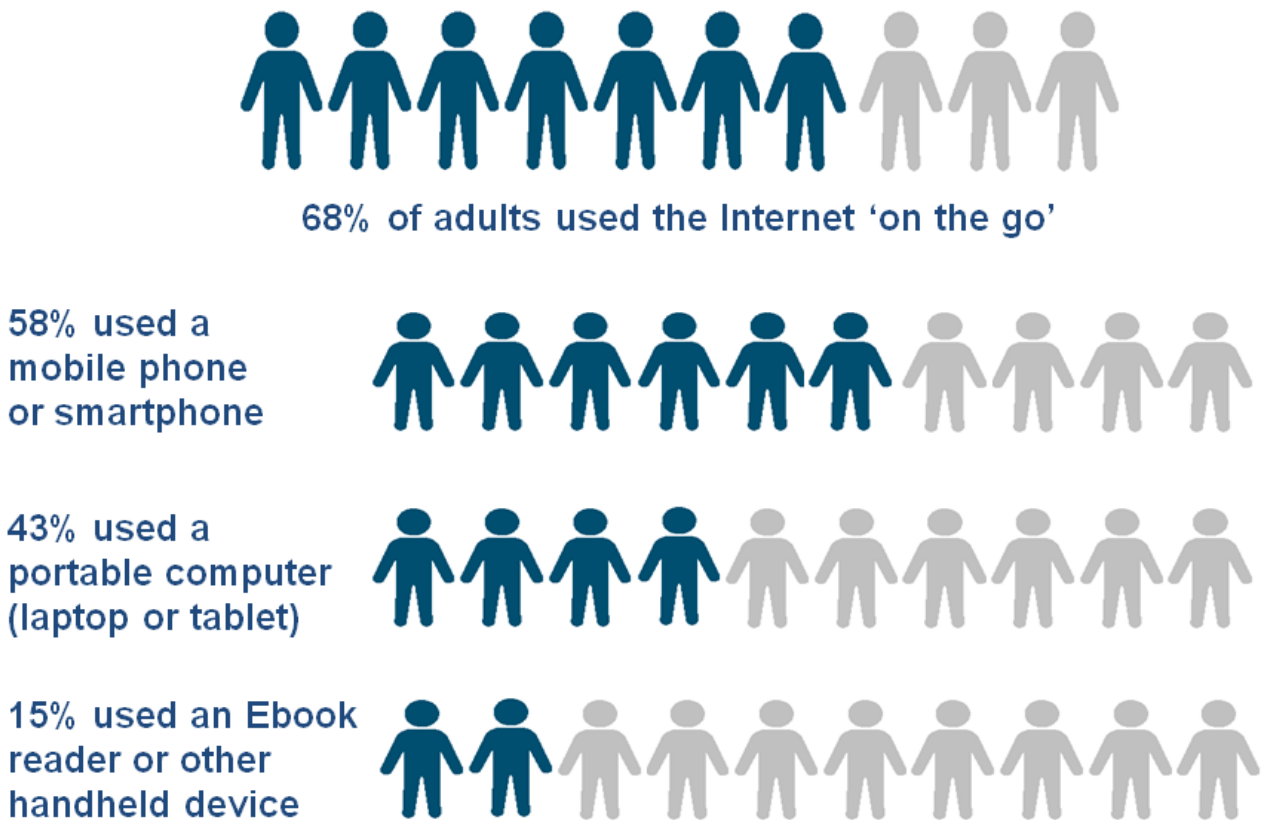 68% of adults used the Internet ‘on the go’
58% used a
mobile phone
or smartphone
43% used a
portable computer
(laptop or tablet)
15% used an Ebook
reader or other
handheld device